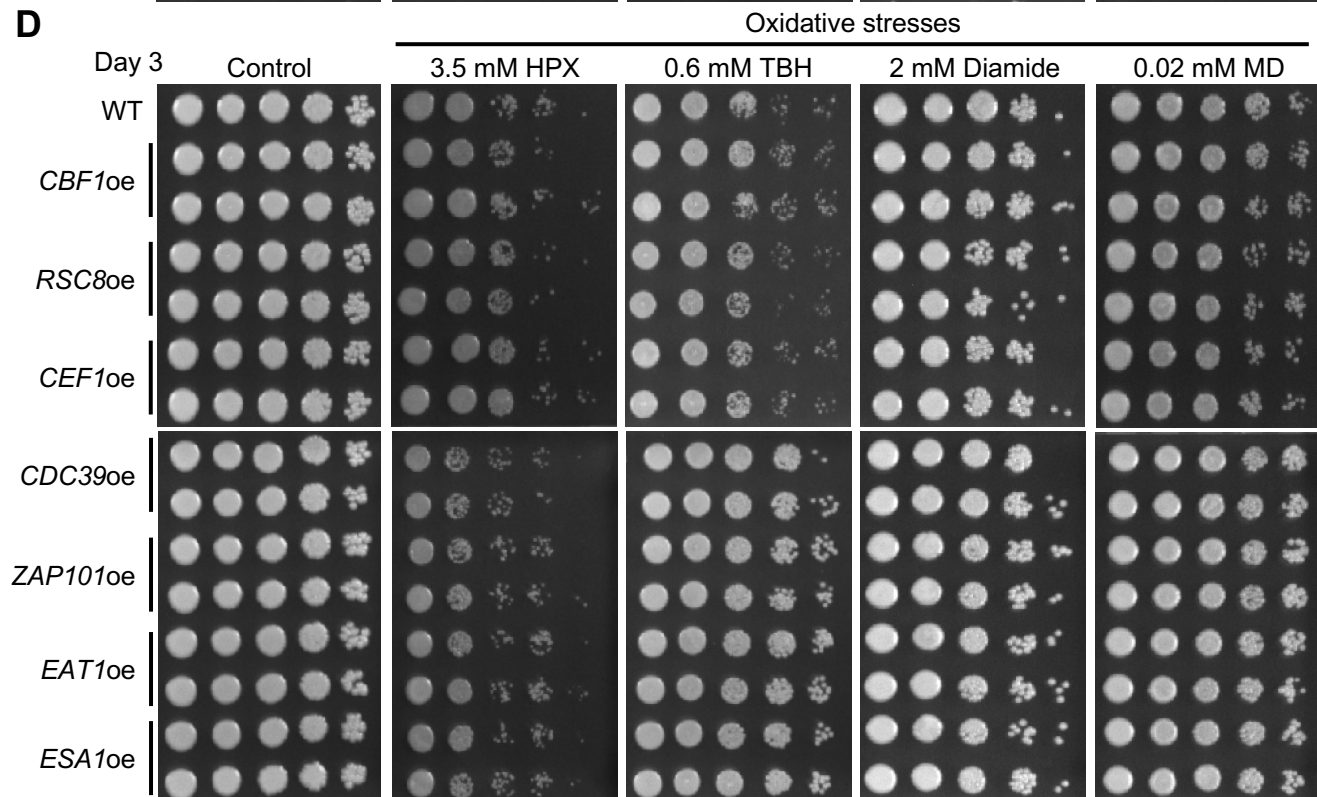 D
Oxidative stresses
Day 3
Control
3.5 mM HPX
0.6 mM TBH
2 mM Diamide
0.02 mM MD
WT
CBF1oe
RSC8oe
CEF1oe
CDC39oe
ZAP101oe
EAT1oe
ESA1oe